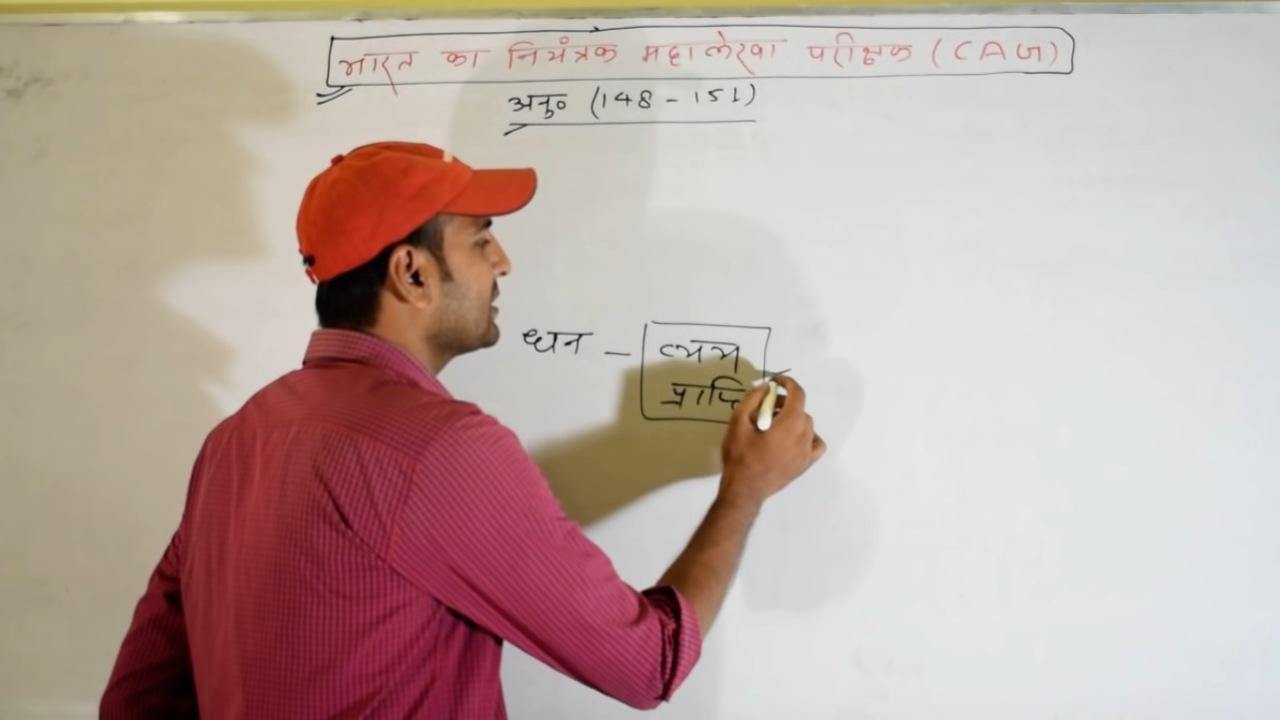 भारत का नियंत्रक महालेखा परीक्षक (CAG)
अनु० (148 - 151)
धन - व्यय
प्राप्ति